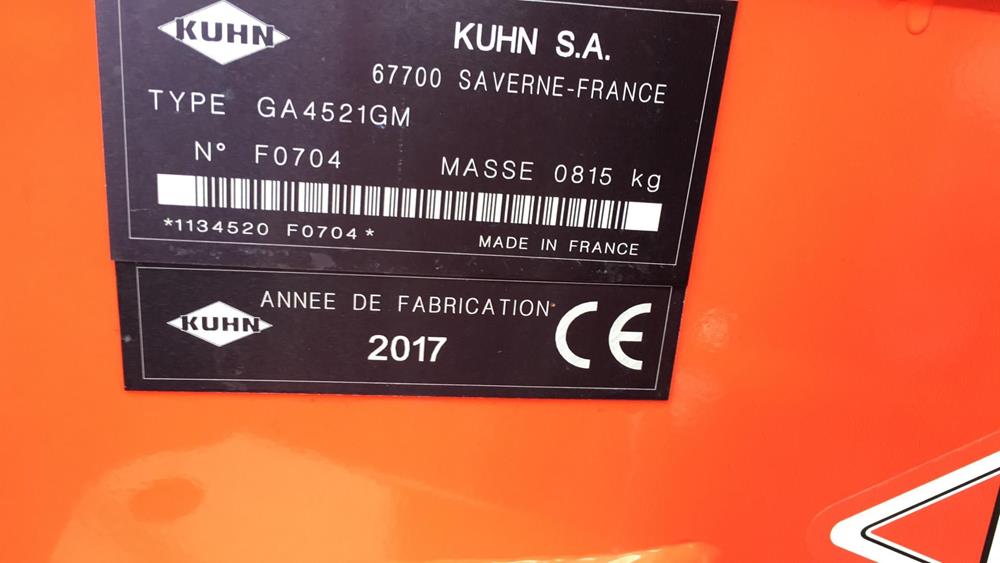 KUHN
KUHN S.A.
67700 SAVERNE-FRANCE
TYPE GA4521GM
N° F0704 MASSE 0815 kg
*1134520 F0704*
MADE IN FRANCE
KUHN
ANNEE DE FABRICATION
2017
CE